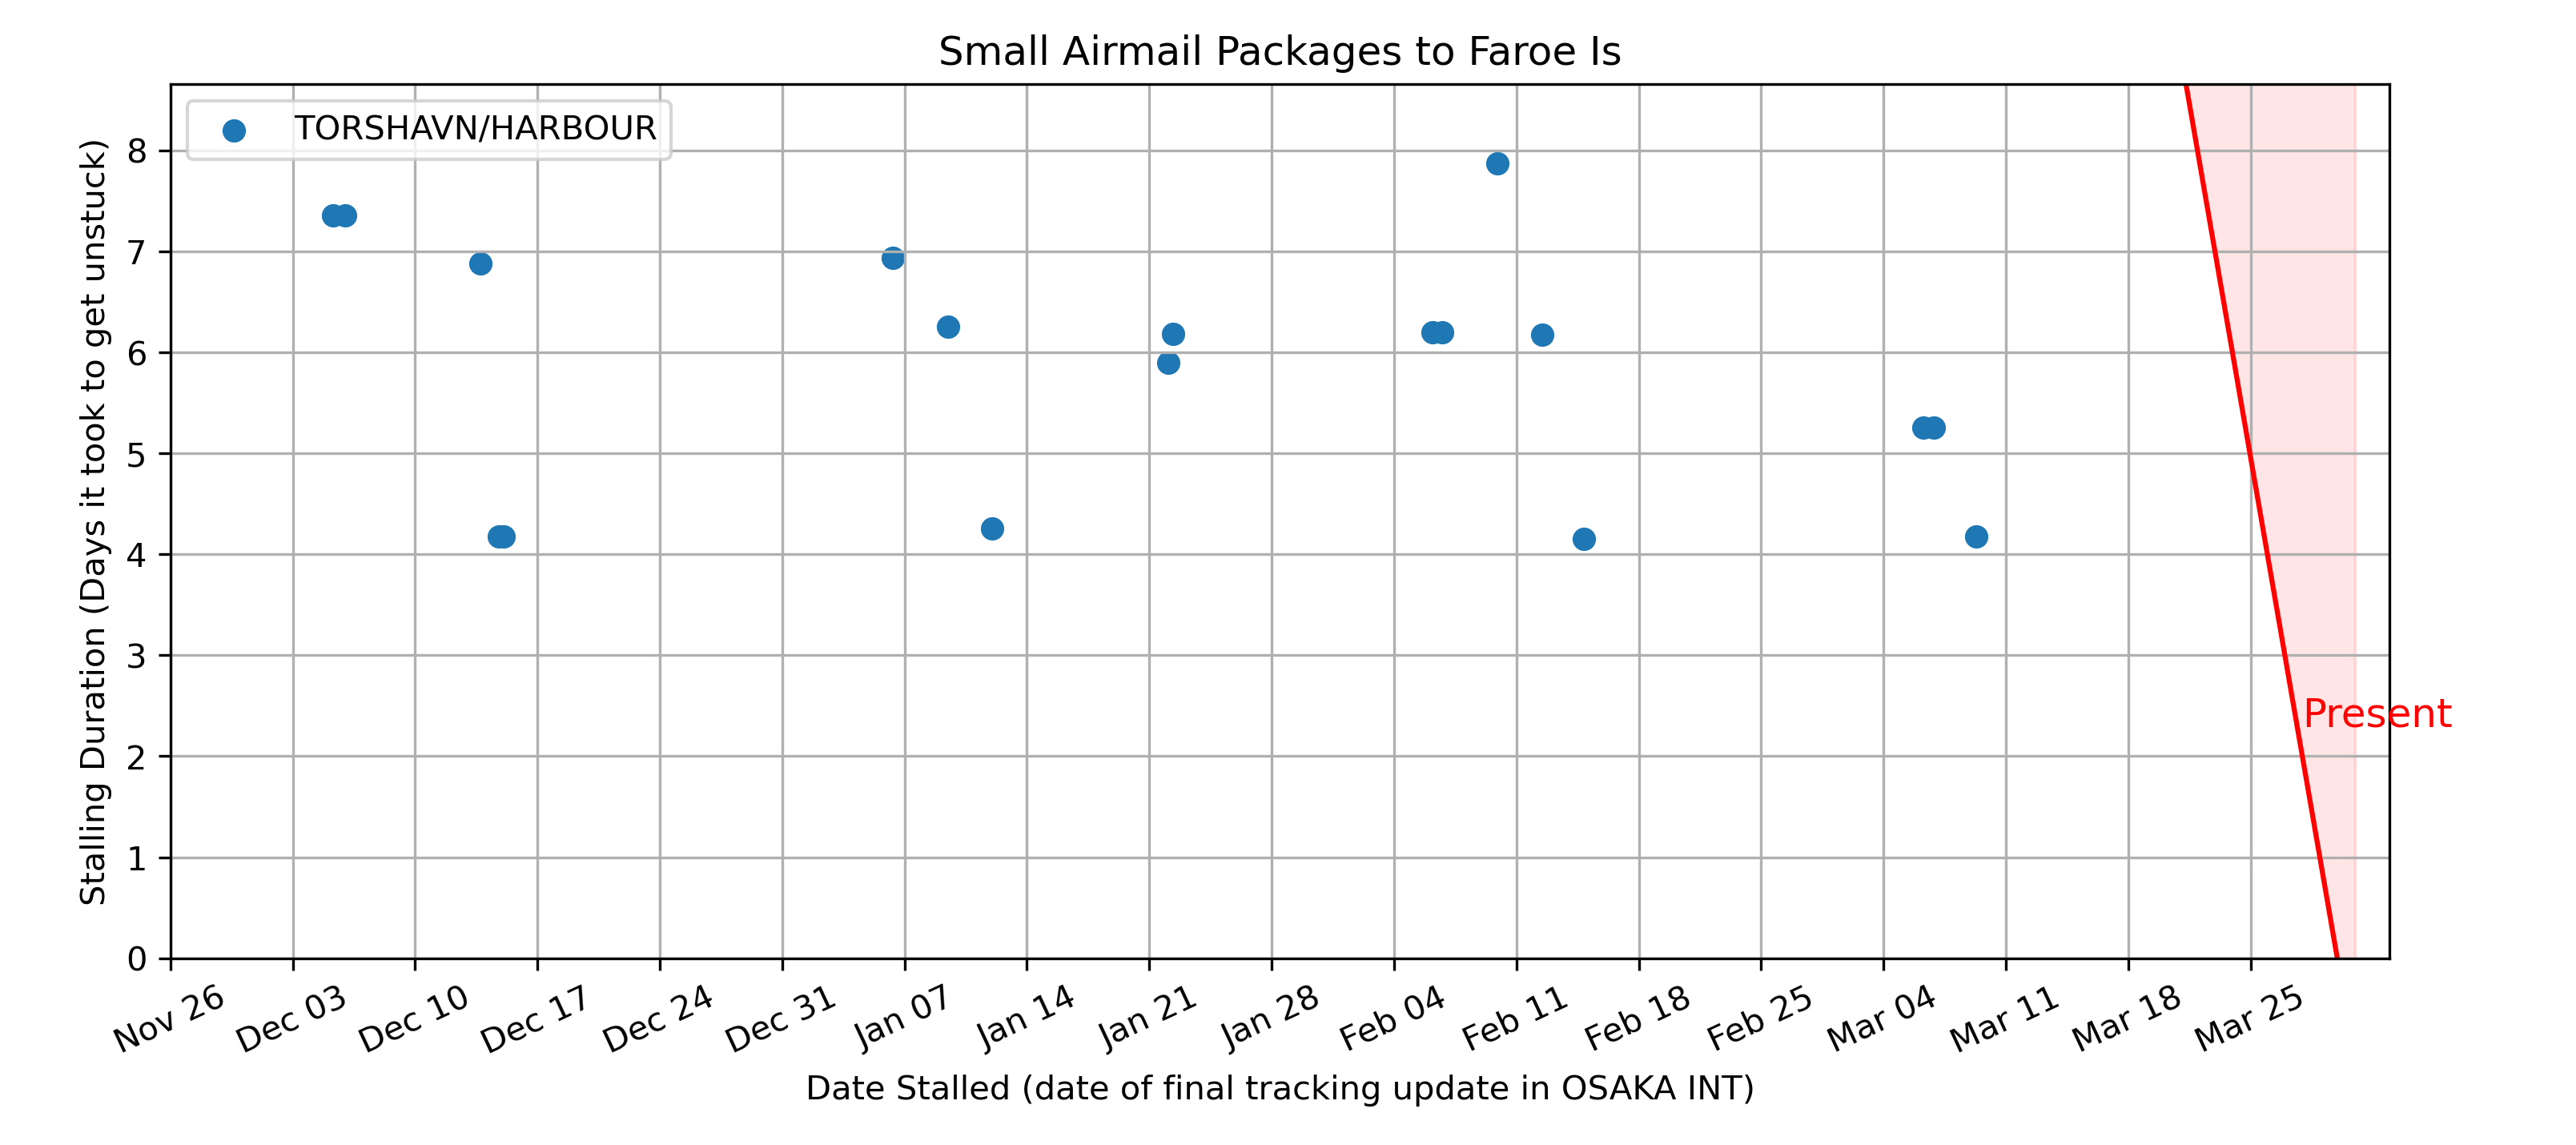 Small Airmail Packages to Faroe Is
TORSHAVN/HARBOUR
Stalling Duration (Days it took to get unstuck)
8
7
6
5
4
3
2
1
0
Present
Nov 26 Dec 03 Dec 10 Dec 17 Dec 24 Dec 31 Jan 07 Jan 14 Jan 21 Jan 28 Feb 04 Feb 11 Feb 18 Feb 25 Mar 04 Mar 11 Mar 18 Mar 25
Date Stalled (date of final tracking update in OSAKA INT)